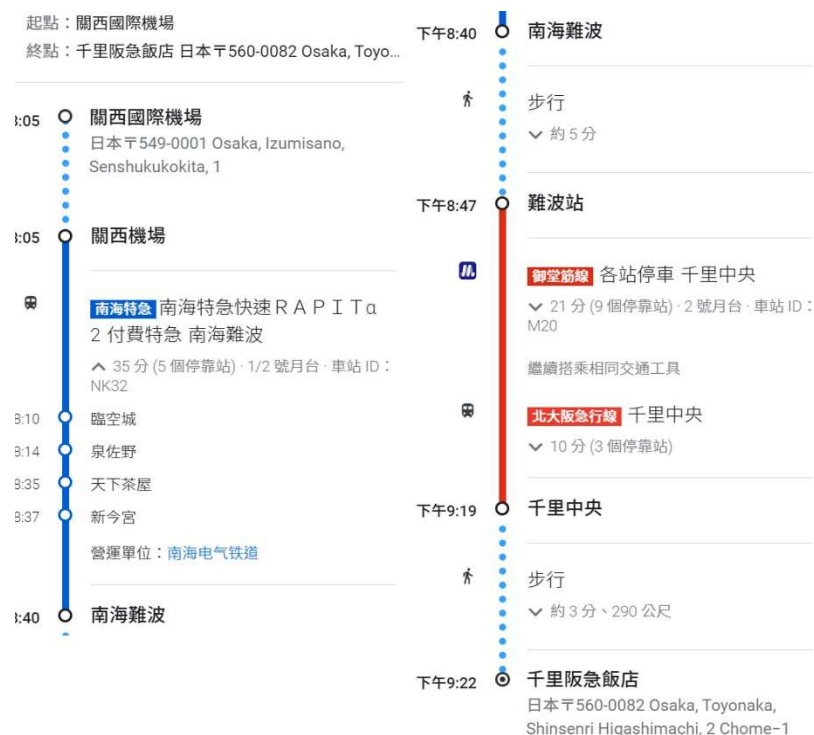 起點：關西國際機場
終點：千里阪急飯店 日本〒560-0082 Osaka, Toyo...
:05 關西國際機場
日本〒549-0001 Osaka, Izumisano,
Senshukukokita, 1
:05 關西機場
南海特急 南海特急快速ＲＡＰＩＴα
2 付費特急 南海難波
35 分 (5 個停靠站) · 1/2 號月台 · 車站 ID：
NK32
8:10 臨空城
8:14 泉佐野
8:35 天下茶屋
8:37 新今宮
營運單位：南海电气铁道
:40 南海難波
下午8:40 南海難波
步行
約 5 分
下午8:47 難波站
御堂筋線 各站停車 千里中央
21 分 (9 個停靠站) · 2 號月台 · 車站 ID：
M20
繼續搭乘相同交通工具
北大阪急行線 千里中央
10 分 (3 個停靠站)
下午9:19 千里中央
步行
約 3 分、290 公尺
下午9:22 千里阪急飯店
日本〒560-0082 Osaka, Toyonaka,
Shinsenri Higashimachi, 2 Chome−1